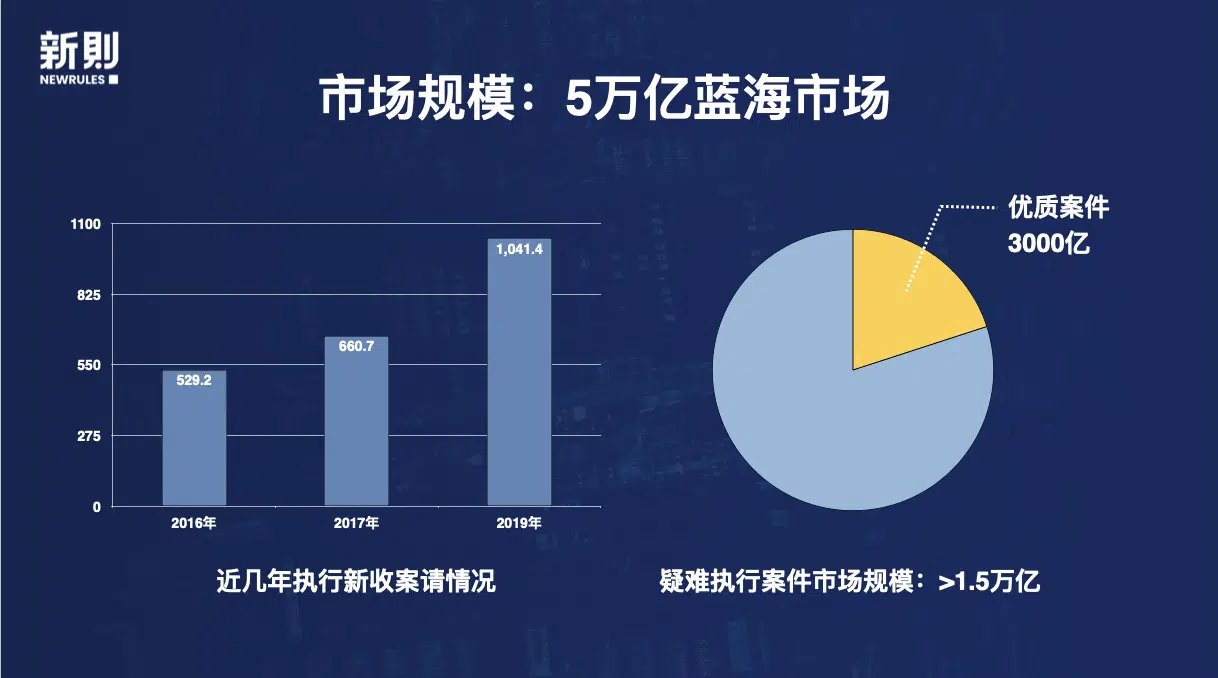 新則
NEWRULES
市场规模：5万亿蓝海市场
1100
825
550
275
0
529.2
660.7
1,041.4
2016年
2017年
2019年
近几年执行新收案请情况
优质案件
3000亿
疑难执行案件市场规模：>1.5万亿